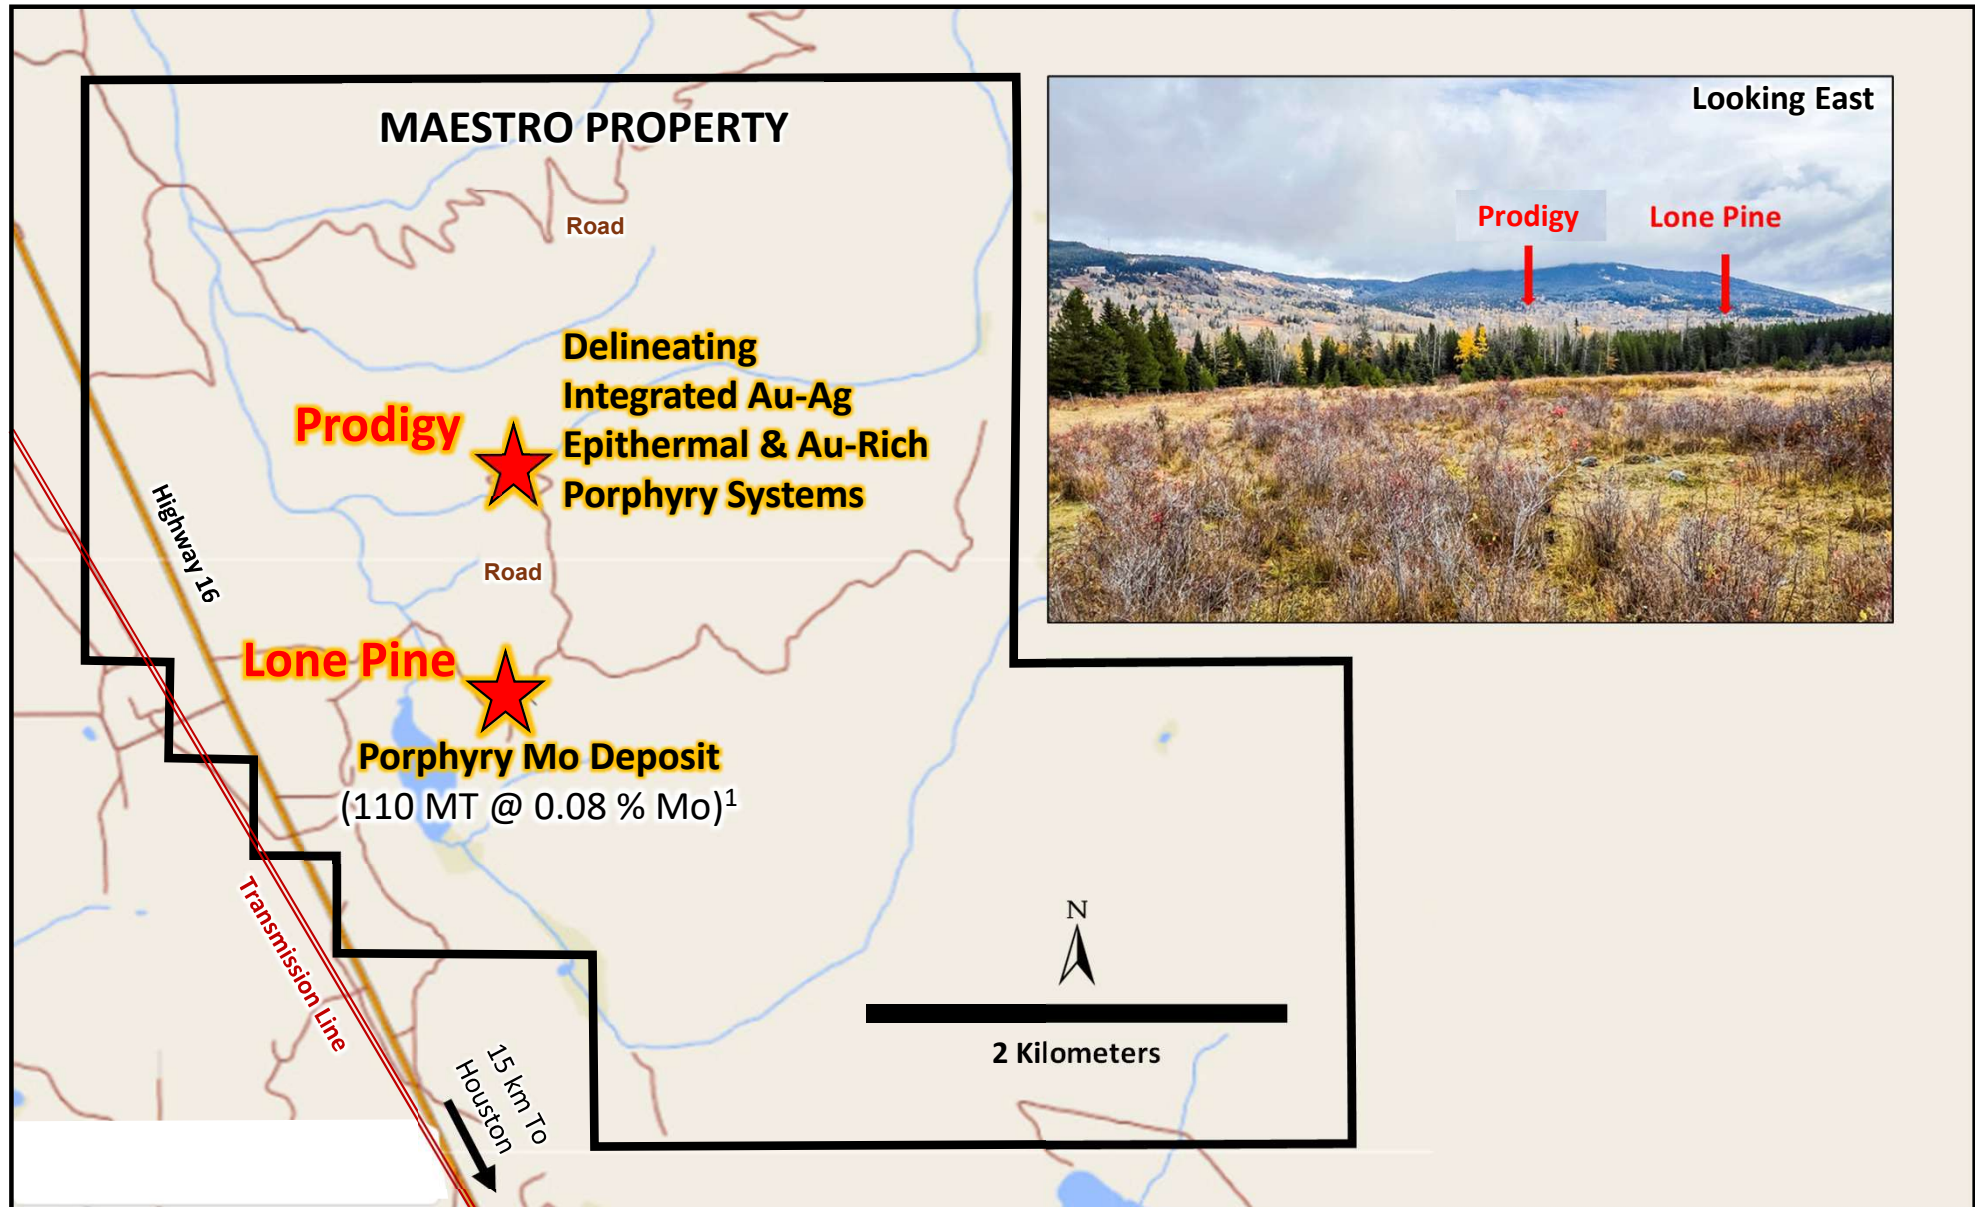 MAESTRO PROPERTY
Looking East
Prodigy
Lone Pine
Road
Delineating
Integrated Au-Ag
Epithermal & Au-Rich
Porphyry Systems
Prodigy
Highway 16
Road
Lone Pine
Porphyry Mo Deposit
(110 MT @ 0.08 % Mo)¹
Transmission Line
N
2 Kilometers
15 km To
Houston